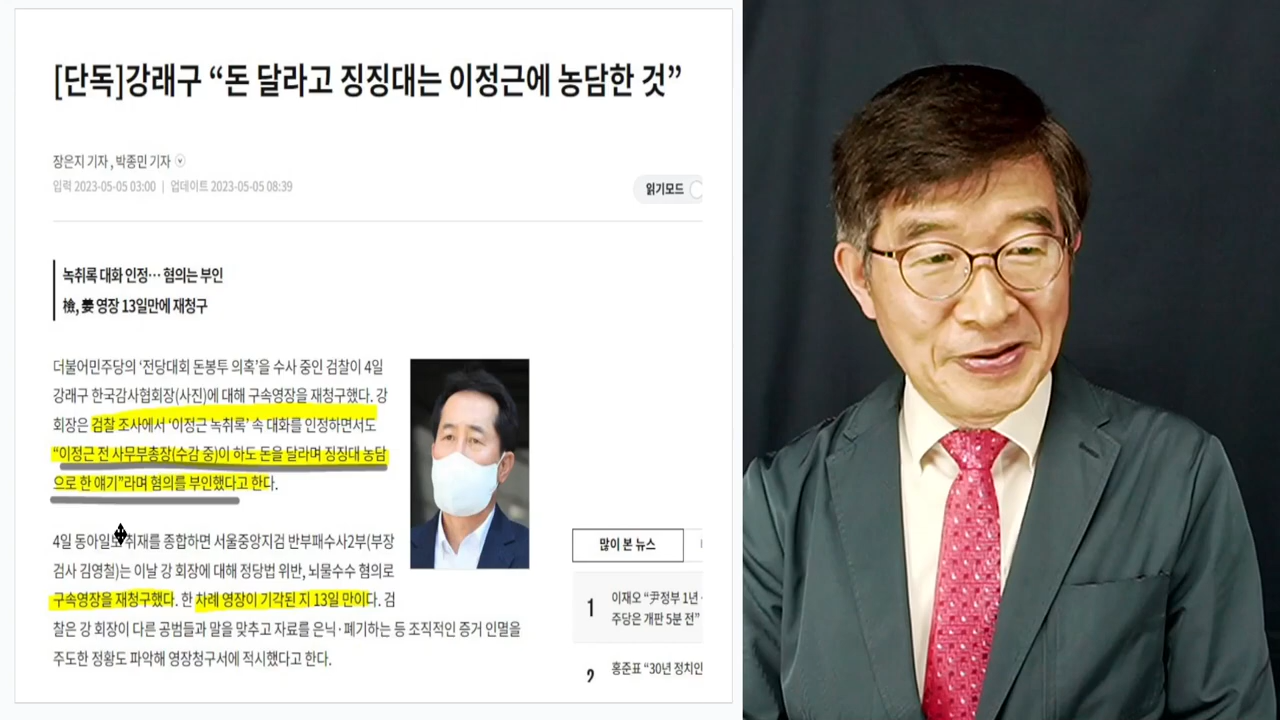 [단독]강래구 “돈 달라고 징징대는 이정근에 농담한 것”
장은지 기자, 박종민 기자
입력 2023-05-05 03:00 | 업데이트 2023-05-05 08:39
읽기모드
녹취록 대화 인정… 혐의는 부인
檢, 姜 영장 13일만에 재청구
더불어민주당의 ‘전당대회 돈봉투 의혹’을 수사 중인 검찰이 4일
강래구 한국감사협회장(사진)에 대해 구속영장을 재청구했다. 강
회장은 검찰 조사에서 ‘이정근 녹취록’ 속 대화를 인정하면서도
“이정근 전 사무부총장(수감 중)이 하도 돈을 달라며 징징대 농담
으로 한 얘기”라며 혐의를 부인했다고 한다.
4일 동아일보 취재를 종합하면 서울중앙지검 반부패수사2부(부장
검사 김영철)는 이날 강 회장에 대해 정당법 위반, 뇌물수수 혐의로
구속영장을 재청구했다. 한 차례 영장이 기각된 지 13일 만이다. 검
찰은 강 회장이 다른 공범들과 말을 맞추고 자료를 은닉·폐기하는 등 조직적인 증거 인멸을
주도한 정황도 파악해 영장청구서에 적시했다고 한다.
많이 본 뉴스
1
이재오 “尹정부 1년
주당은 개판 5분 전”
2
홍준표 “30년 정치인